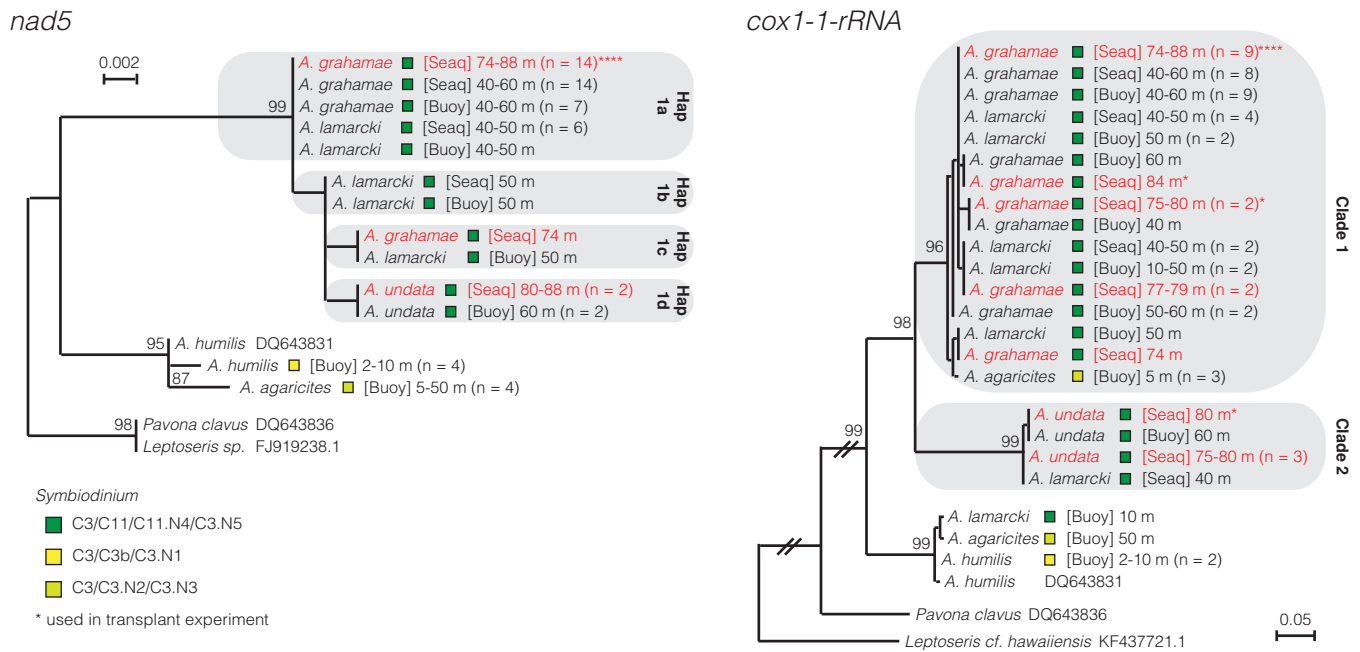 nad5
0.002
99
A. grahamae [Seaq] 74-88 m (n = 14)****
A. grahamae [Seaq] 40-60 m (n = 14)
A. grahamae [Buoy] 40-60 m (n = 7)
A. lamarcki [Seaq] 40-50 m (n = 6)
A. lamarcki [Buoy] 40-50 m
Hap 1a
A. lamarcki [Seaq] 50 m
A. lamarcki [Buoy] 50 m
Hap 1b
A. grahamae [Seaq] 74 m
A. lamarcki [Buoy] 50 m
Hap 1c
A. undata [Seaq] 80-88 m (n = 2)
A. undata [Buoy] 60 m (n = 2)
Hap 1d
95
A. humilis DQ643831
A. humilis [Buoy] 2-10 m (n = 4)
87
A. agaricites [Buoy] 5-50 m (n = 4)
98
Pavona clavus DQ643836
Leptoseris sp. FJ919238.1
Symbiodinium
C3/C11/C11.N4/C3.N5
C3/C3b/C3.N1
C3/C3.N2/C3.N3
* used in transplant experiment
cox1-1-rRNA
A. grahamae [Seaq] 74-88 m (n = 9)****
A. grahamae [Seaq] 40-60 m (n = 8)
A. grahamae [Buoy] 40-60 m (n = 9)
A. lamarcki [Seaq] 40-50 m (n = 4)
A. lamarcki [Buoy] 50 m (n = 2)
A. grahamae [Buoy] 60 m
A. grahamae [Seaq] 84 m*
A. grahamae [Seaq] 75-80 m (n = 2)*
A. grahamae [Buoy] 40 m
96
A. lamarcki [Seaq] 40-50 m (n = 2)
A. lamarcki [Buoy] 10-50 m (n = 2)
A. grahamae [Seaq] 77-79 m (n = 2)
A. grahamae [Buoy] 50-60 m (n = 2)
98
A. lamarcki [Buoy] 50 m
A. grahamae [Seaq] 74 m
A. agaricites [Buoy] 5 m (n = 3)
Clade 1
A. undata [Seaq] 80 m*
99
A. undata [Buoy] 60 m
99
A. undata [Seaq] 75-80 m (n = 3)
A. lamarcki [Seaq] 40 m
Clade 2
A. lamarcki [Buoy] 10 m
99
A. agaricites [Buoy] 50 m
A. humilis [Buoy] 2-10 m (n = 2)
A. humilis DQ643831
Pavona clavus DQ643836
Leptoseris cf. hawaiiensis KF437721.1
0.05